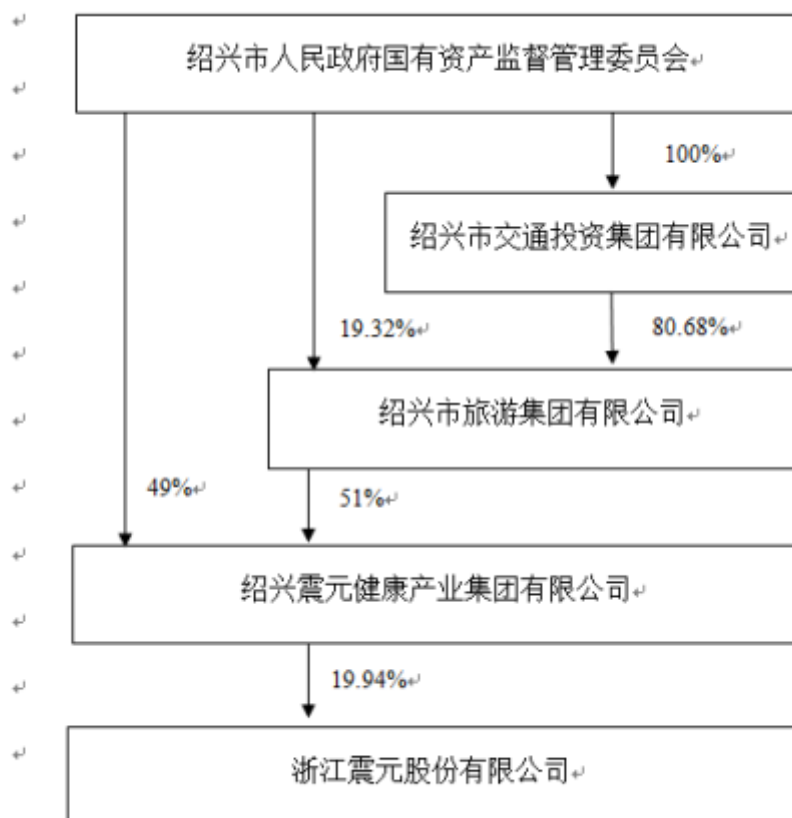 绍兴市人民政府国有资产监督管理委员会
100%
绍兴市交通投资集团有限公司
19.32%
80.68%
绍兴市旅游集团有限公司
49%
51%
绍兴震元健康产业集团有限公司
19.94%
浙江震元股份有限公司